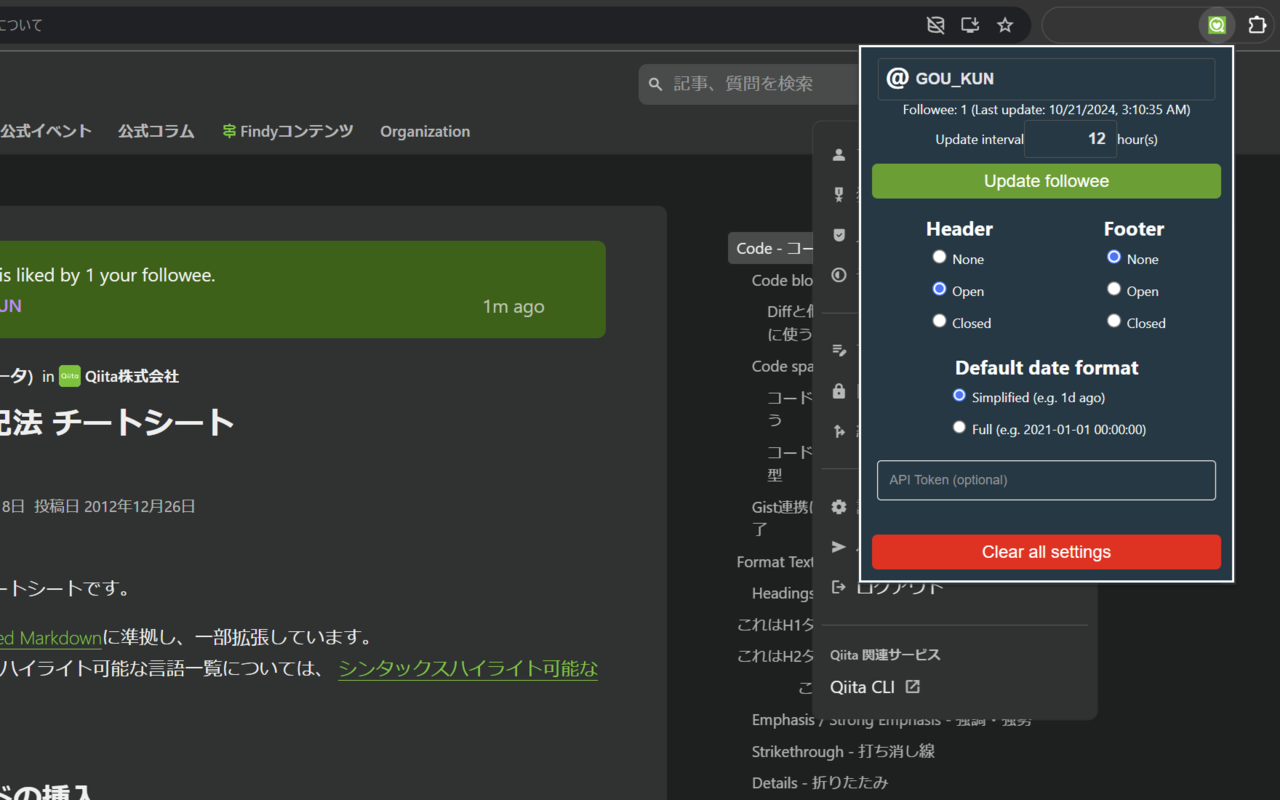 について
記事、質問を検索
公式イベント 公式コラム Findyコンテンツ Organization
is liked by 1 your followee.
UN 1m ago
ータ) in Qiita Qiita株式会社
記法 チートシート
8日 投稿日 2012年12月26日
ートシートです。
ed Markdownに準拠し、一部拡張しています。
ハイライト可能な言語一覧については、 シンタックスハイライト可能な
ドの挿入
Code - コー
Code blo
Diffと
に使う
Code spa
コード
う
コード
型
Gist連携
了
Format Text
Headings
これはH1タ
これはH2タ
こ
Emphasis / Strong Emphasis - 強調・強勢
Strikethrough - 打ち消し線
Details - 折りたたみ
ログアウト
Qiita 関連サービス
Qiita CLI
@ GOU_KUN
Followee: 1 (Last update: 10/21/2024, 3:10:35 AM)
Update interval 12 hour(s)
Update followee
Header
None
Open
Closed
Footer
None
Open
Closed
Default date format
Simplified (e.g. 1d ago)
Full (e.g. 2021-01-01 00:00:00)
API Token (optional)
Clear all settings